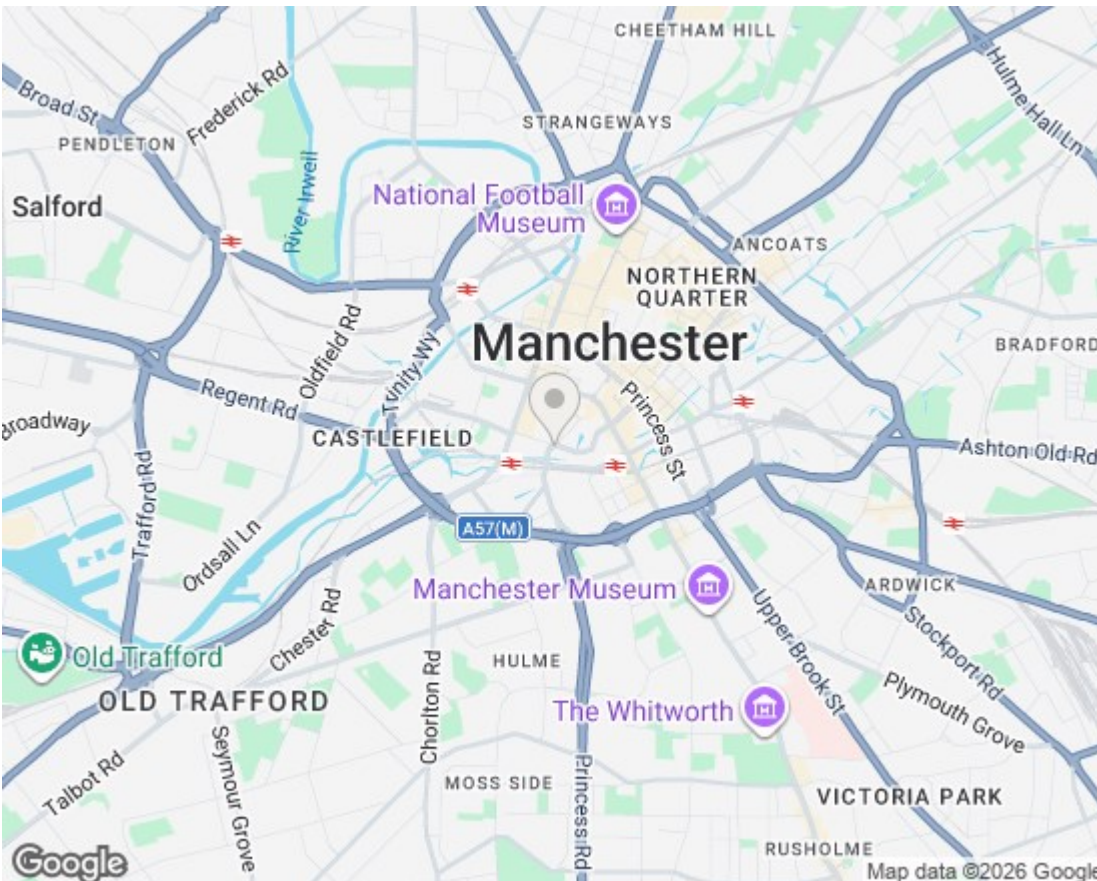 CHEETHAM HILL
Hulme Hall Ln
Broad St
Frederick Rd
PENDLETON
STRANGEWAYS
River Irwell
National Football
Museum
Salford
ANCOATS
NORTHERN
QUARTER
Oldfield Rd
Manchester
BRADFORD
Trinity Wy
Regent Rd
Princess St
Broadway
CASTLEFIELD
Ashton Old Rd
Trafford Rd
A57(M)
Ordsall Ln
Manchester Museum
ARDWICK
Chester Rd
Upper Brook St
Stockport Rd
Old Trafford
HULME
Chorlton Rd
OLD TRAFFORD
The Whitworth
Plymouth Grove
Seymour Grove
Talbot Rd
MOSS SIDE
Princess Rd
VICTORIA PARK
RUSHOLME
Google
Map data ©2026 Google